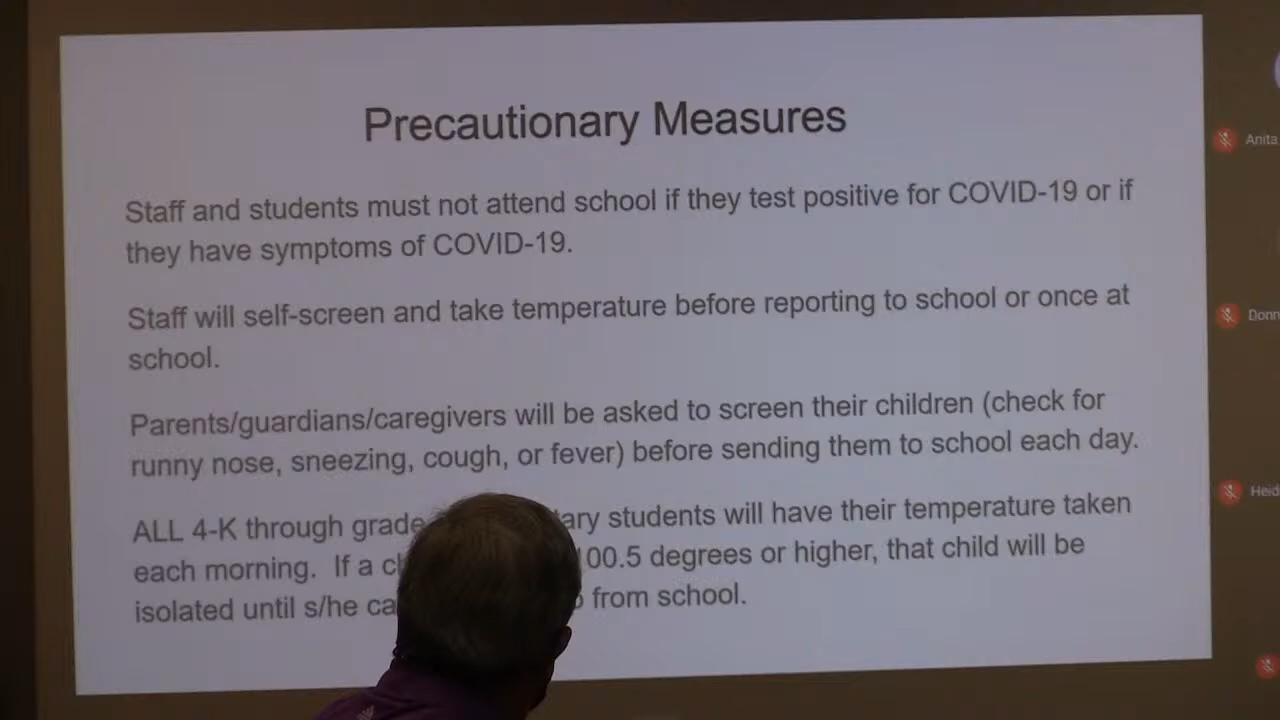 Precautionary Measures
Staff and students must not attend school if they test positive for COVID-19 or if
they have symptoms of COVID-19.
Staff will self-screen and take temperature before reporting to school or once at
school.
Parents/guardians/caregivers will be asked to screen their children (check for
runny nose, sneezing, cough, or fever) before sending them to school each day.
ALL 4-K through grade students will have their temperature taken
each morning. If a degrees or higher, that child will be
isolated until s/he from school.
Anita
Donn
Heid